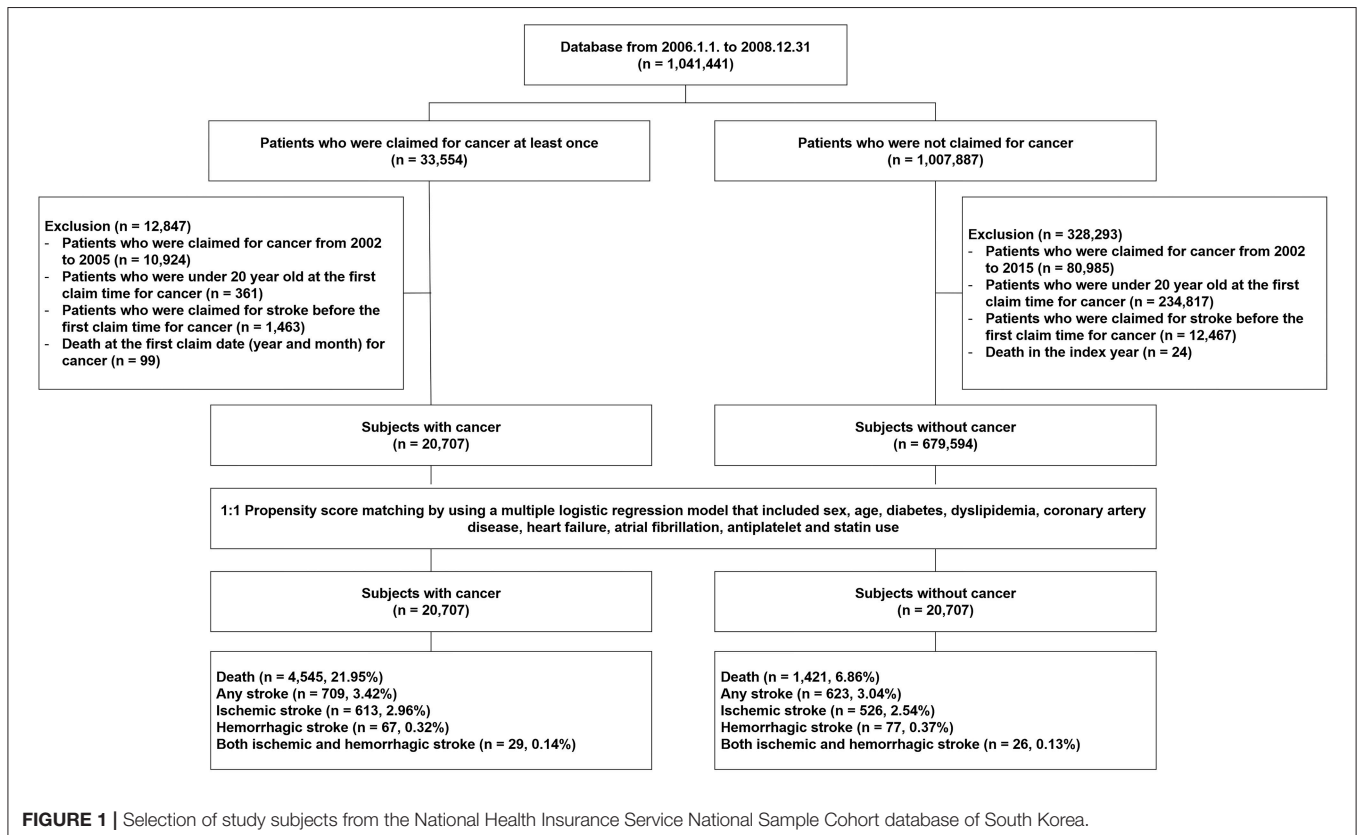 Database from 2006.1.1. to 2008.12.31
(n = 1,041,441)
Patients who were claimed for cancer at least once
(n = 33,554)
Patients who were not claimed for cancer
(n = 1,007,887)
Exclusion (n = 12,847)
- Patients who were claimed for cancer from 2002
to 2005 (n = 10,924)
- Patients who were under 20 year old at the first
claim time for cancer (n = 361)
- Patients who were claimed for stroke before the
first claim time for cancer (n = 1,463)
- Death at the first claim date (year and month) for
cancer (n = 99)
Exclusion (n = 328,293)
- Patients who were claimed for cancer from 2002
to 2015 (n = 80,985)
- Patients who were under 20 year old at the first
claim time for cancer (n = 234,817)
- Patients who were claimed for stroke before the
first claim time for cancer (n = 12,467)
- Death in the index year (n = 24)
Subjects with cancer
(n = 20,707)
Subjects without cancer
(n = 679,594)
1:1 Propensity score matching by using a multiple logistic regression model that included sex, age, diabetes, dyslipidemia, coronary artery
disease, heart failure, atrial fibrillation, antiplatelet and statin use
Subjects with cancer
(n = 20,707)
Subjects without cancer
(n = 20,707)
Death (n = 4,545, 21.95%)
Any stroke (n = 709, 3.42%)
Ischemic stroke (n = 613, 2.96%)
Hemorrhagic stroke (n = 67, 0.32%)
Both ischemic and hemorrhagic stroke (n = 29, 0.14%)
Death (n = 1,421, 6.86%)
Any stroke (n = 623, 3.04%)
Ischemic stroke (n = 526, 2.54%)
Hemorrhagic stroke (n = 77, 0.37%)
Both ischemic and hemorrhagic stroke (n = 26, 0.13%)
FIGURE 1 | Selection of study subjects from the National Health Insurance Service National Sample Cohort database of South Korea.